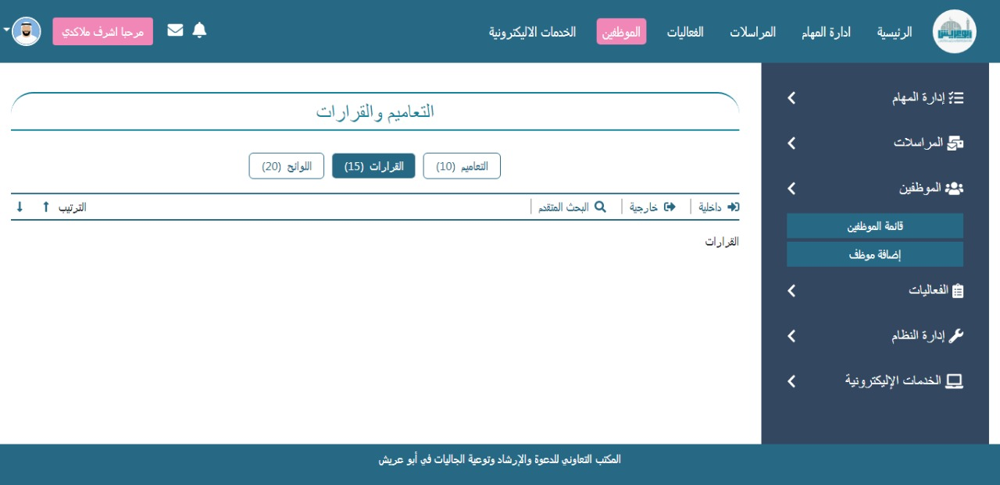 الرئيسية
ادارة المهام
المراسلات
الفعاليات
الموظفين
الخدمات الاليكترونية
مرحبا اشرف ملاكدي
إدارة المهام
المراسلات
الموظفين
قائمة الموظفين
إضافة موظف
الفعاليات
إدارة النظام
الخدمات الإليكترونية
التعاميم والقرارات
التعاميم (10)
القرارات (15)
اللوائح (20)
داخلية
خارجية
البحث المتقدم
الترتيب
القرارات
المكتب التعاوني للدعوة والإرشاد وتوعية الجاليات في أبو عريش